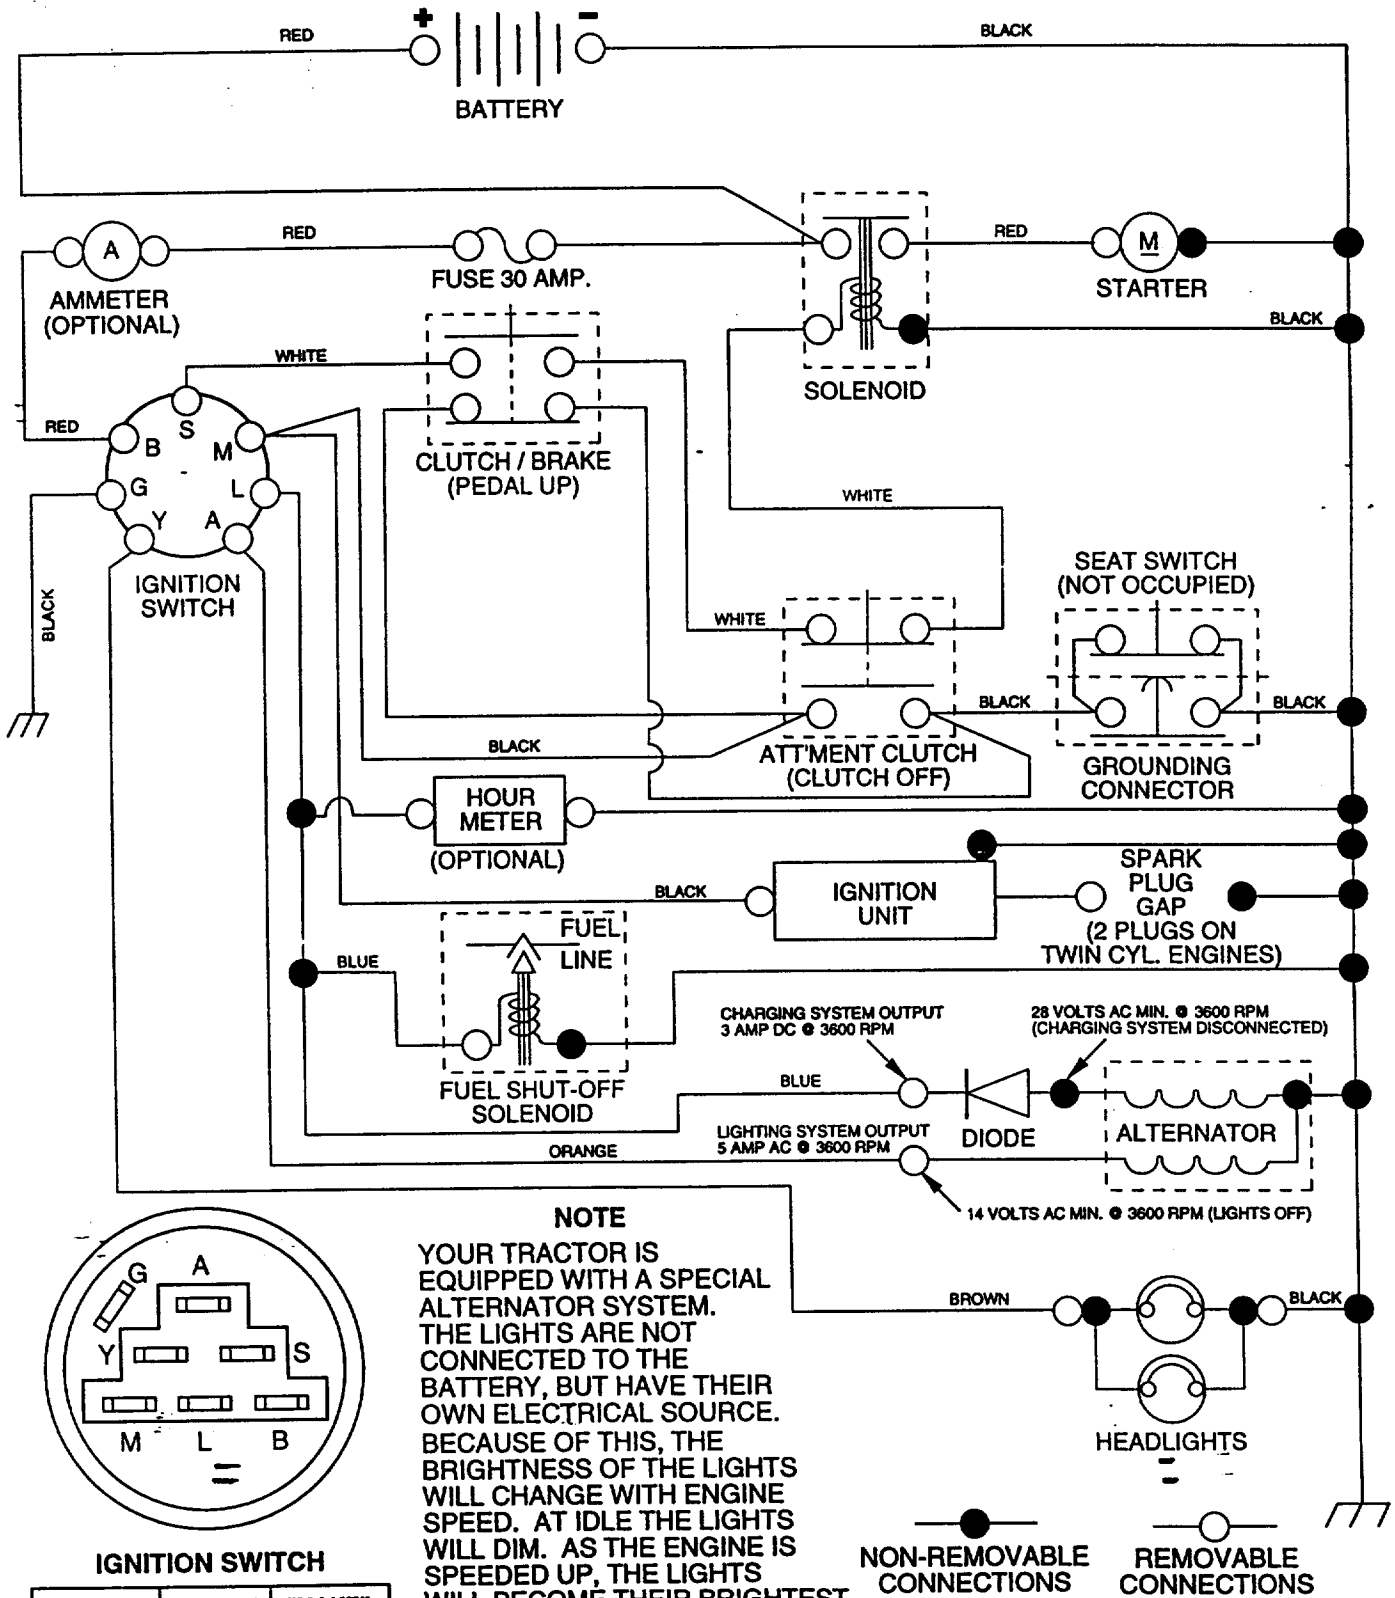 + -
RED
BLACK
BATTERY
RED
RED
A
M
FUSE 30 AMP.
STARTER
AMMETER
(OPTIONAL)
BLACK
WHITE
SOLENOID
RED
S
B
M
G
L
Y
A
CLUTCH / BRAKE
(PEDAL UP)
WHITE
IGNITION
SWITCH
BLACK
SEAT SWITCH
(NOT OCCUPIED)
WHITE
BLACK
BLACK
BLACK
ATT'MENT CLUTCH
(CLUTCH OFF)
GROUNDING
CONNECTOR
HOUR
METER
(OPTIONAL)
BLACK
IGNITION
UNIT
SPARK
PLUG
GAP
(2 PLUGS ON
TWIN CYL. ENGINES)
FUEL
LINE
BLUE
CHARGING SYSTEM OUTPUT
3 AMP DC @ 3600 RPM
28 VOLTS AC MIN. @ 3600 RPM
(CHARGING SYSTEM DISCONNECTED)
FUEL SHUT-OFF
SOLENOID
BLUE
DIODE
ALTERNATOR
LIGHTING SYSTEM OUTPUT
5 AMP AC @ 3600 RPM
ORANGE
14 VOLTS AC MIN. @ 3600 RPM (LIGHTS OFF)
NOTE
YOUR TRACTOR IS
EQUIPPED WITH A SPECIAL
ALTERNATOR SYSTEM.
THE LIGHTS ARE NOT
CONNECTED TO THE
BATTERY, BUT HAVE THEIR
OWN ELECTRICAL SOURCE.
BECAUSE OF THIS, THE
BRIGHTNESS OF THE LIGHTS
WILL CHANGE WITH ENGINE
SPEED. AT IDLE THE LIGHTS
WILL DIM. AS THE ENGINE IS
SPEEDED UP, THE LIGHTS
WILL BECOME THEIR BRIGHTEST
G
A
Y
S
M
L
B
IGNITION SWITCH
BROWN
BLACK
HEADLIGHTS
NON-REMOVABLE
CONNECTIONS
REMOVABLE
CONNECTIONS